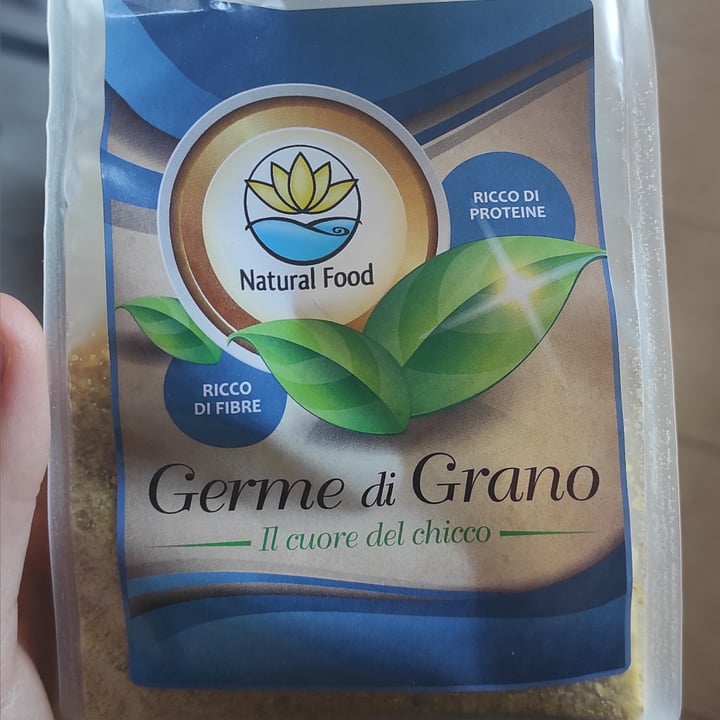 Natural Food
RICCO DI
PROTEINE
RICCO
DI FIBRE
Germe di Grano
Il cuore del chicco